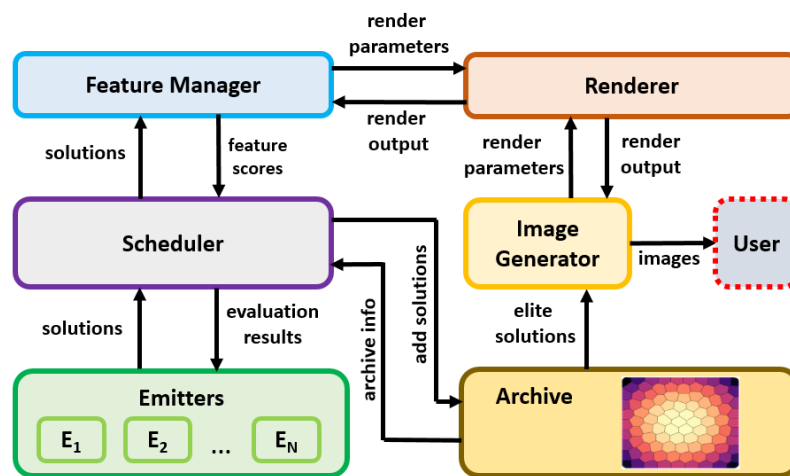 render
parameters
Feature Manager
Renderer
render
output
solutions
feature
scores
render
parameters
render
output
Scheduler
Image
Generator
User
images
solutions
evaluation
results
archive info
add solutions
elite
solutions
Emitters
E1
E2
...
EN
Archive